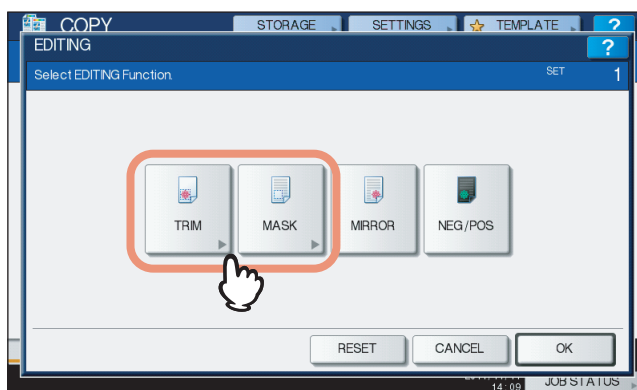 COPY STORAGE SETTINGS TEMPLATE ?
EDITING ?
Select EDITING Function. SET 1
TRIM MASK MIRROR NEG/POS
RESET CANCEL OK
14:09 JOB STATUS